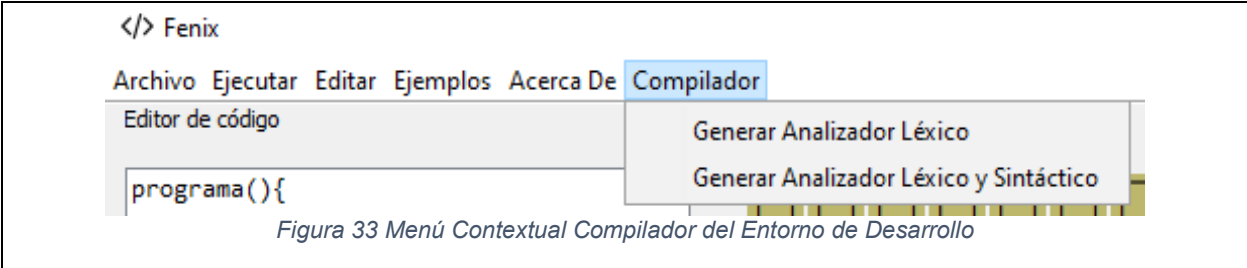 </> Fenix
Archivo Ejecutar Editar Ejemplos Acerca De Compilador
Editor de código
Generar Analizador Léxico
Generar Analizador Léxico y Sintáctico
programa(){
Figura 33 Menú Contextual Compilador del Entorno de Desarrollo